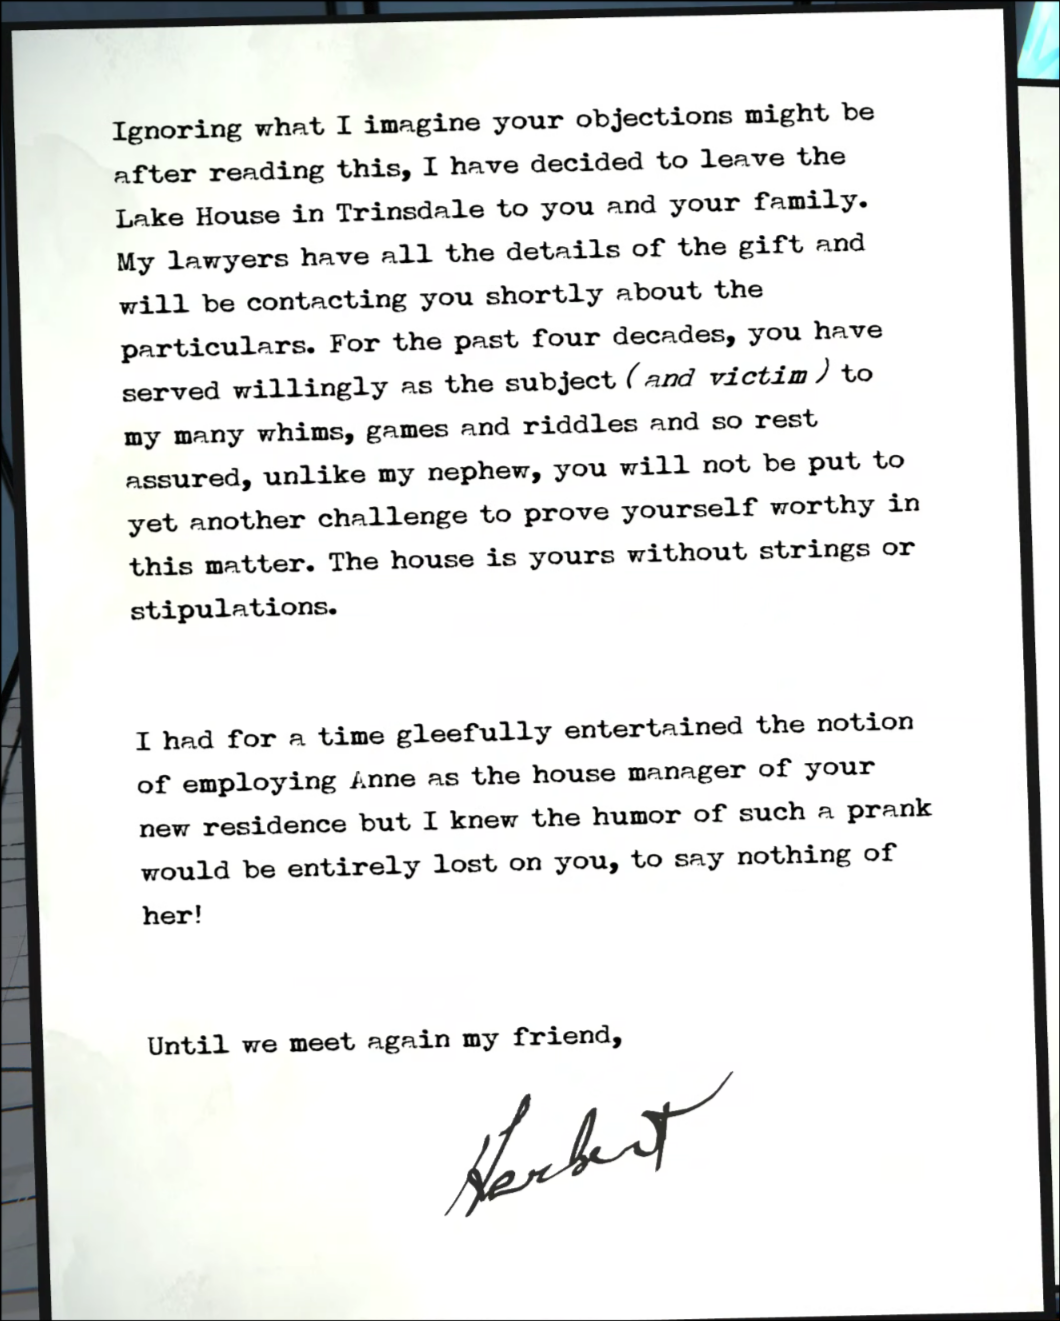 Ignoring what I imagine your objections might be
after reading this, I have decided to leave the
Lake House in Trinsdale to you and your family.
My lawyers have all the details of the gift and
will be contacting you shortly about the
particulars. For the past four decades, you have
served willingly as the subject (and victim) to
my many whims, games and riddles and so rest
assured, unlike my nephew, you will not be put to
yet another challenge to prove yourself worthy in
this matter. The house is yours without strings or
stipulations.
I had for a time gleefully entertained the notion
of employing Anne as the house manager of your
new residence but I knew the humor of such a prank
would be entirely lost on you, to say nothing of
her!
Until we meet again my friend,
Herbert